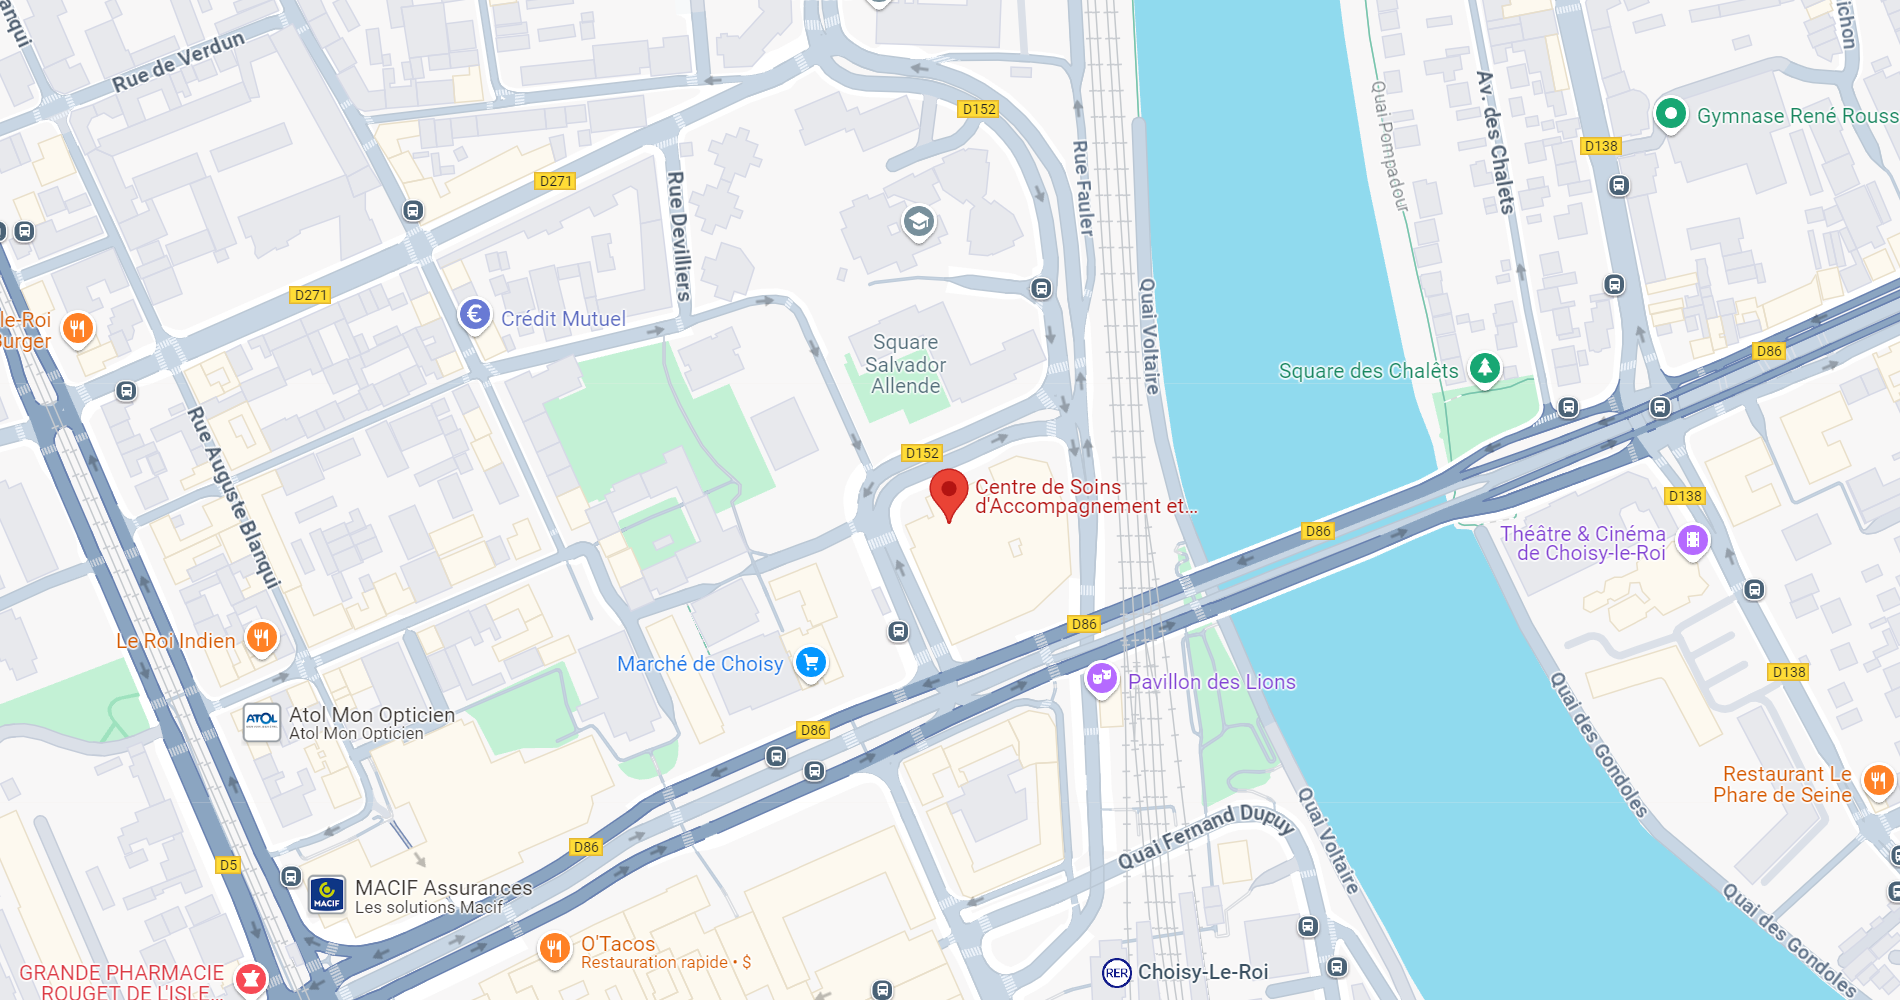 Rue de Verdun
anqui
D152
Rue Fauler
Quai-Pompadour
Av. des Chalets
ichon
Gymnase René Rouss
D138
D271
Rue Devilliers
D271
Crédit Mutuel
le-Roi
Burger
Quai Voltaire
Square
Salvador
Allende
Square des Chalêts
D86
Rue Auguste Blanqui
D152
Centre de Soins
d'Accompagnement et...
D138
D86
Théâtre & Cinéma
de Choisy-le-Roi
Le Roi Indien
D86
Marché de Choisy
Pavillon des Lions
D138
Quai des Gondoles
ATOL
Atol Mon Opticien
Atol Mon Opticien
D86
Restaurant Le
Phare de Seine
Quai Fernand Dupuy
Quai Voltaire
D86
D5
MACIF
MACIF Assurances
Les solutions Macif
Quai des Gondoles
O'Tacos
Restauration rapide • $
GRANDE PHARMACIE
ROUGET DE L'ISLE...
RER
Choisy-Le-Roi